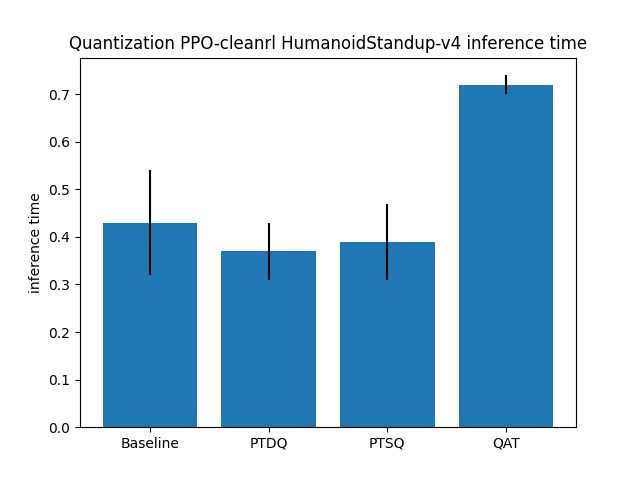 Quantization PPO-cleanrl HumanoidStandup-v4 inference time
inference time
0.7
0.6
0.5
0.4
0.3
0.2
0.1
0.0
Baseline PTDQ PTSQ QAT